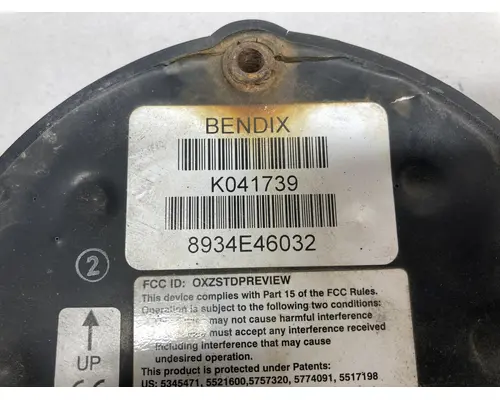 BENDIX
K041739
8934E46032
2
FCC ID: OXZSTDPREVIEW
This device complies with Part 15 of the FCC Rules.
Operation is subject to the following two conditions:
may not cause harmful interference
must accept any interference received
including interference that may cause
undesired operation.
This product is protected under Patents:
US: 5345471, 5521600,5757320, 5774091, 5517198
UP